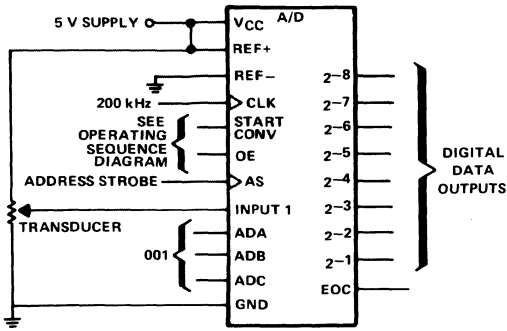 A/D
5 V SUPPLY
VCC
REF+
REF−
200 kHz
CLK
SEE
OPERATING
SEQUENCE
DIAGRAM
START
CONV
OE
ADDRESS STROBE
AS
INPUT 1
TRANSDUCER
001
ADA
ADB
ADC
GND
2−8
2−7
2−6
2−5
2−4
2−3
2−2
2−1
EOC
DIGITAL
DATA
OUTPUTS